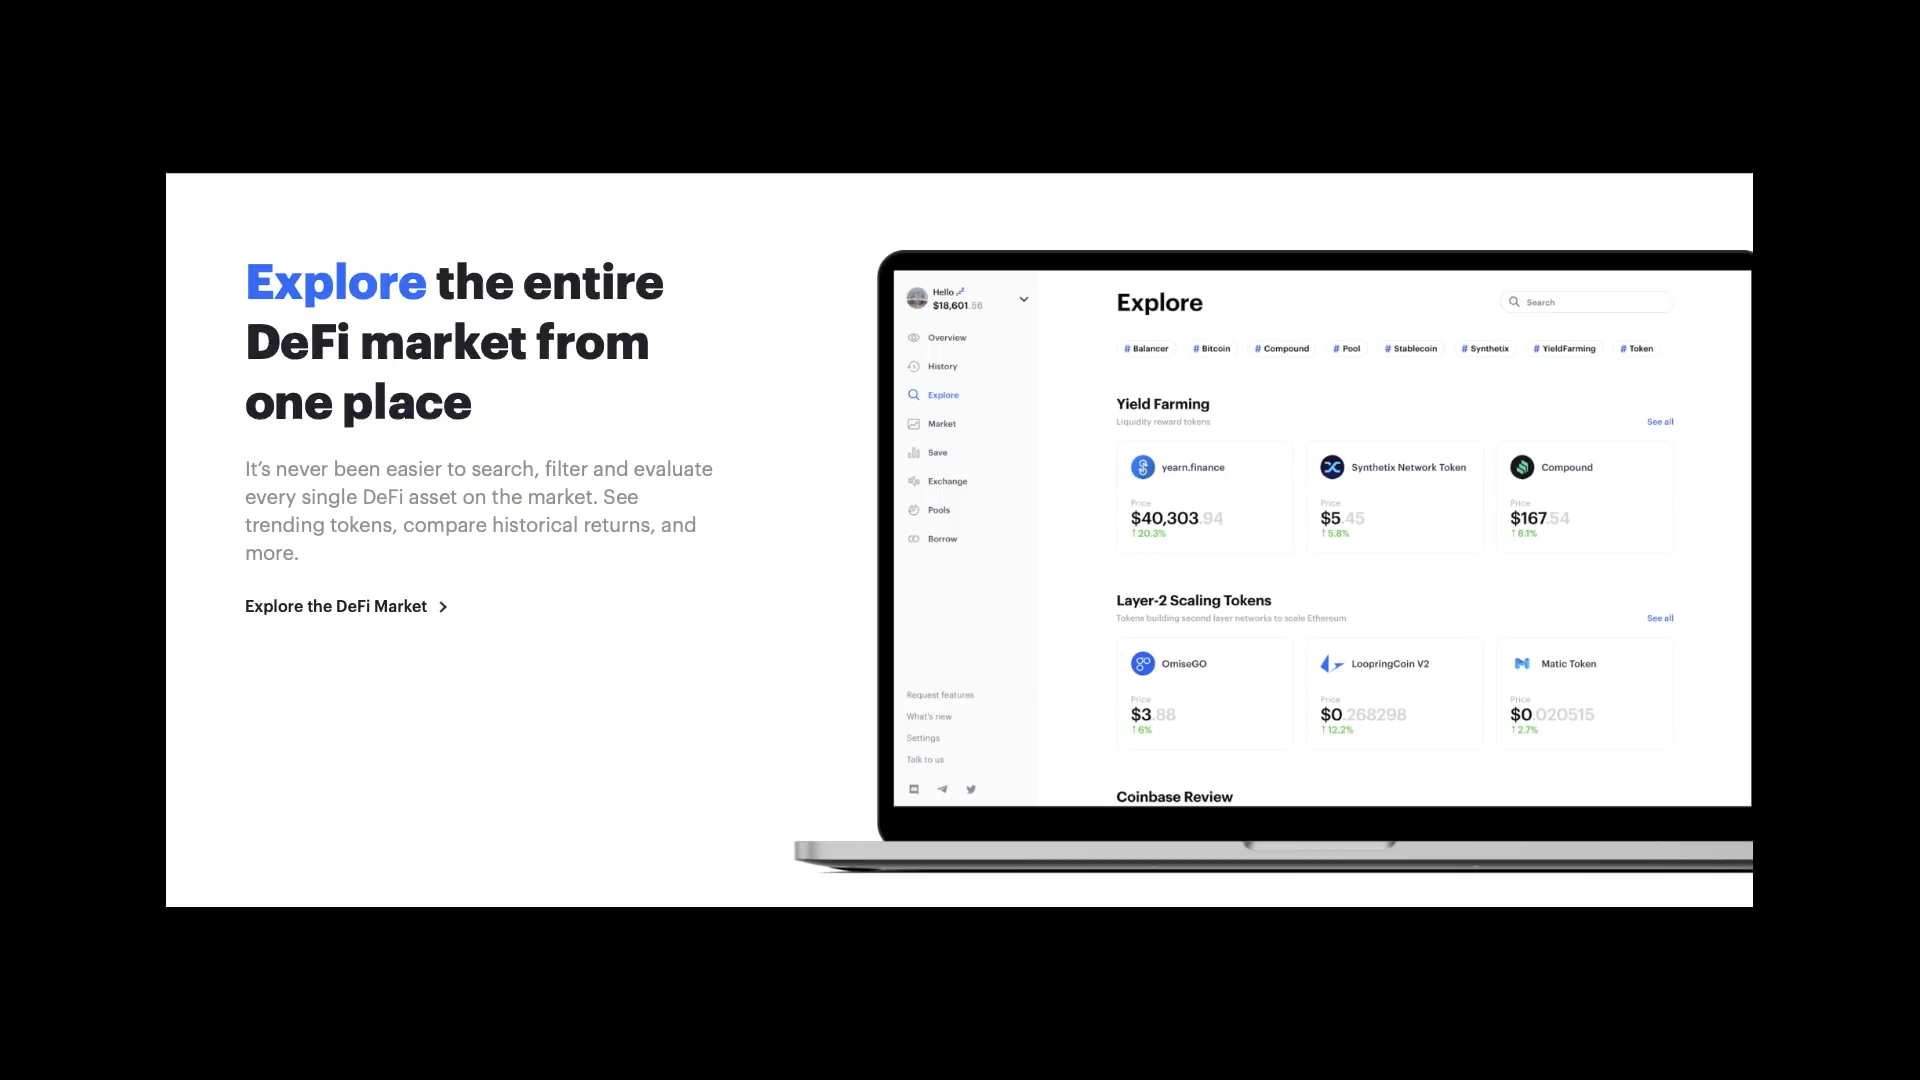 Explore the entire
DeFi market from
one place
It's never been easier to search, filter and evaluate
every single DeFi asset on the market. See
trending tokens, compare historical returns, and
more.
Explore the DeFi Market
Hello
$18,601.56
Overview
History
Explore
Market
Save
Exchange
Pools
Borrow
Request features
What's new
Settings
Talk to us
Explore
Search
# Balancer # Bitcoin # Compound # Pool # Stablecoin # Synthetix # YieldFarming # Token
Yield Farming
Liquidity reward tokens
See all
yearn.finance
Price
$40,303.94
↑20.3%
Synthetix Network Token
Price
$5.45
↑5.8%
Compound
Price
$167.54
↑8.1%
Layer-2 Scaling Tokens
Tokens building second layer networks to scale Ethereum
See all
OmiseGO
Price
$3.88
↑6%
LoopringCoin V2
Price
$0.268298
↑12.2%
Matic Token
Price
$0.020515
↑2.7%
Coinbase Review